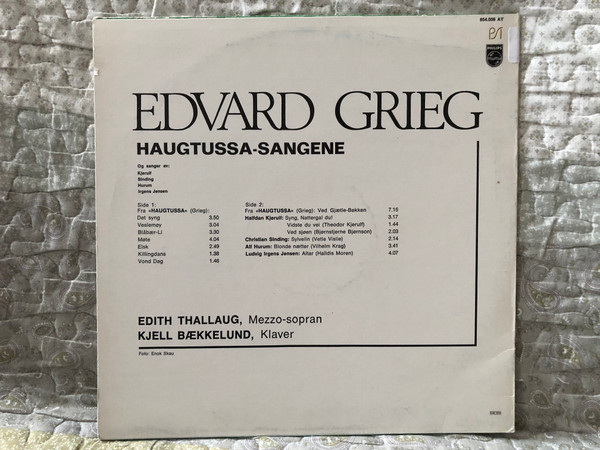 854.006 AY
PSI
PHILIPS
EDVARD GRIEG
HAUGTUSSA-SANGENE
Og sanger av:
Kjerulf
Sinding
Hurum
Irgens Jensen
Side 1:
Fra »HAUGTUSSA« (Grieg):
Det syng 3.50
Veslemøy 3.04
Blåbær-Li 3.30
Møte 4.04
Elsk 2.49
Killingdans 1.38
Vond Dag 1.46
Side 2:
Fra »HAUGTUSSA« (Grieg): Ved Gjætle-Bekken 7.15
Halfdan Kjerulf: Syng, Nattergal du! 3.17
Vidste du vei (Theodor Kjerulf) 1.44
Ved sjøen (Bjørnstjerne Bjørnson) 2.03
Christian Sinding: Sylvelin (Vetle Vislie) 2.14
Alf Hurum: Blonde nætter (Vilhelm Krag) 3.41
Ludvig Irgens Jensen: Altar (Halldis Moren) 4.07
EDITH THALLAUG, Mezzo-sopran
KJELL BÆKKELUND, Klaver
Foto: Enok Skau